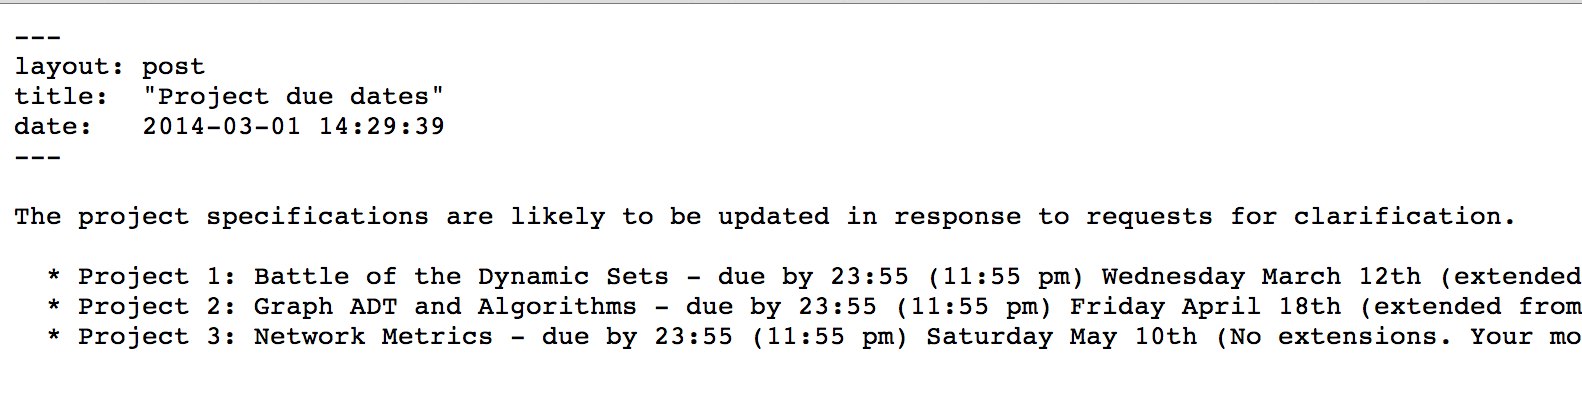 ---
layout: post
title:  "Project due dates"
date:   2014-03-01 14:29:39
---
The project specifications are likely to be updated in response to requests for clarification.
  * Project 1: Battle of the Dynamic Sets - due by 23:55 (11:55 pm) Wednesday March 12th (extended
  * Project 2: Graph ADT and Algorithms - due by 23:55 (11:55 pm) Friday April 18th (extended from
  * Project 3: Network Metrics - due by 23:55 (11:55 pm) Saturday May 10th (No extensions. Your mo